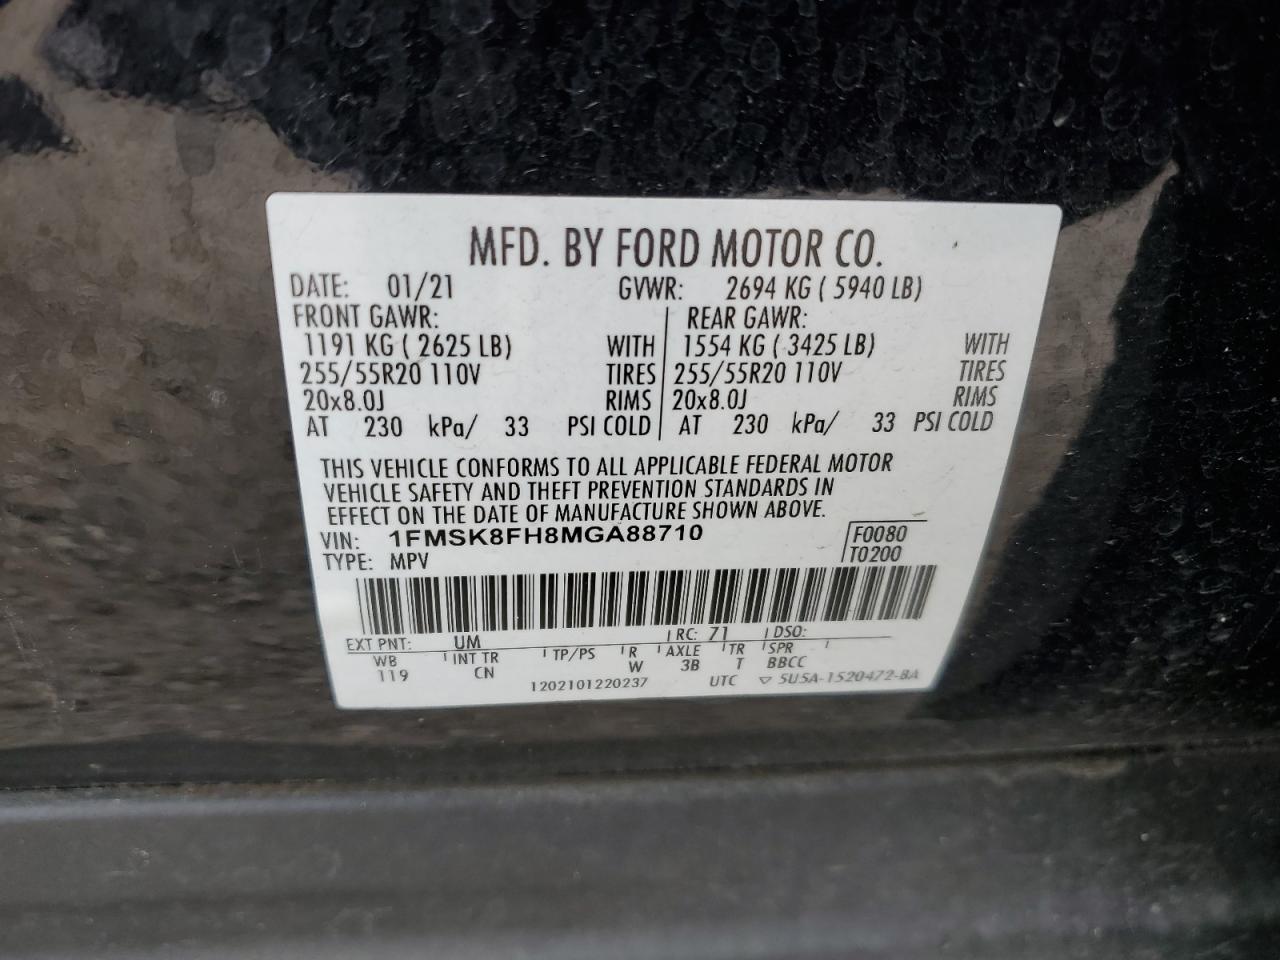 MFD. BY FORD MOTOR CO.
DATE: 01/21 GVWR: 2694 KG ( 5940 LB)
FRONT GAWR: REAR GAWR:
1191 KG ( 2625 LB) WITH 1554 KG ( 3425 LB) WITH
255/55R20 110V TIRES 255/55R20 110V TIRES
20x8.0J RIMS 20x8.0J RIMS
AT 230 kPa/ 33 PSI COLD AT 230 kPa/ 33 PSI COLD
THIS VEHICLE CONFORMS TO ALL APPLICABLE FEDERAL MOTOR
VEHICLE SAFETY AND THEFT PREVENTION STANDARDS IN
EFFECT ON THE DATE OF MANUFACTURE SHOWN ABOVE.
VIN: 1FMSK8FH8MGA88710 F0080
TYPE: MPV T0200
EXT PNT: UM RC: 71 DSO:
WB INT TR TP/PS R AXLE TR SPR
119 CN W 3B T BBCC
1202101220237 UTC ▽ 5U5A-1520472-BA